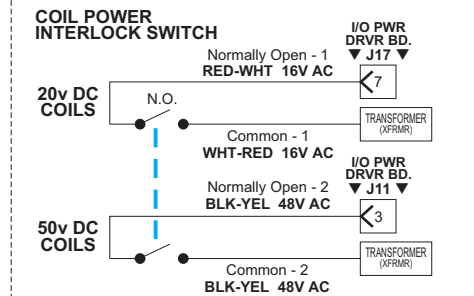 COIL POWER
INTERLOCK SWITCH
I/O PWR
DRVR BD.
▼ J17 ▼
Normally Open - 1
RED-WHT 16V AC
7
20v DC
COILS
N.O.
TRANSFORMER
(XFRMR)
Common - 1
WHT-RED 16V AC
I/O PWR
DRVR BD.
▼ J11 ▼
Normally Open - 2
BLK-YEL 48V AC
3
50v DC
COILS
TRANSFORMER
(XFRMR)
Common - 2
BLK-YEL 48V AC